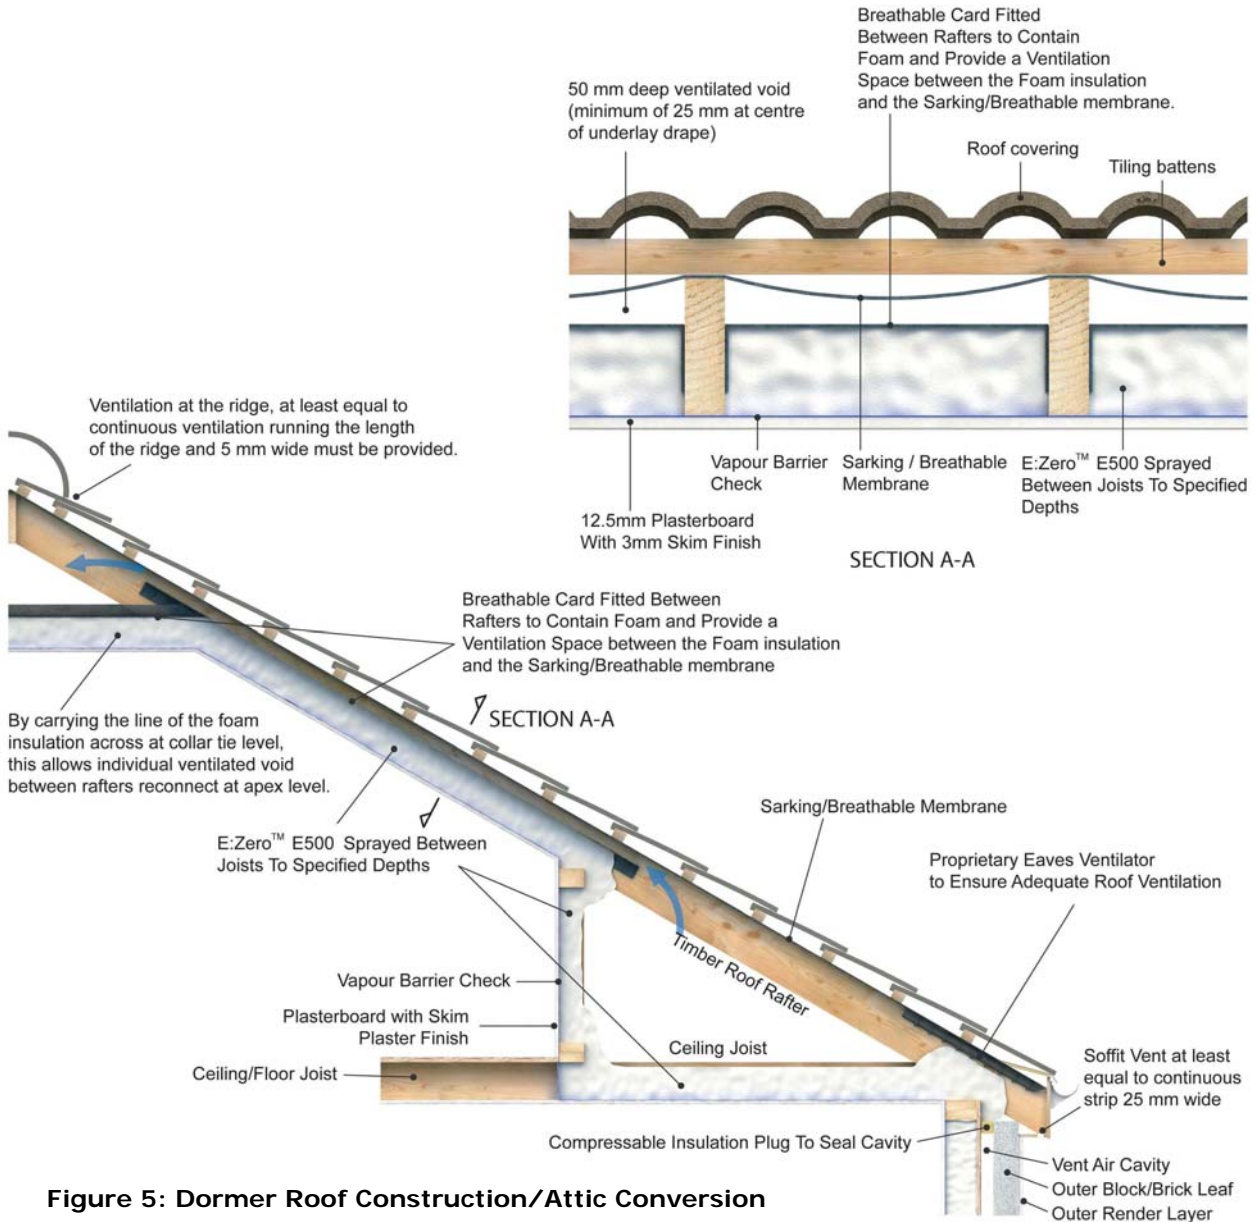 Breathable Card Fitted
Between Rafters to Contain
Foam and Provide a Ventilation
Space between the Foam insulation
and the Sarking/Breathable membrane.
50 mm deep ventilated void
(minimum of 25 mm at centre
of underlay drape)
Roof covering
Tiling battens
Vapour Barrier
Check
Sarking / Breathable
Membrane
E:Zero™ E500 Sprayed
Between Joists To Specified
Depths
12.5mm Plasterboard
With 3mm Skim Finish
SECTION A-A
Ventilation at the ridge, at least equal to
continuous ventilation running the length
of the ridge and 5 mm wide must be provided.
Breathable Card Fitted Between
Rafters to Contain Foam and Provide a
Ventilation Space between the Foam insulation
and the Sarking/Breathable membrane
SECTION A-A
By carrying the line of the foam
insulation across at collar tie level,
this allows individual ventilated void
between rafters reconnect at apex level.
E:Zero™ E500 Sprayed Between
Joists To Specified Depths
Sarking/Breathable Membrane
Proprietary Eaves Ventilator
to Ensure Adequate Roof Ventilation
Timber Roof Rafter
Vapour Barrier Check
Plasterboard with Skim
Plaster Finish
Ceiling Joist
Ceiling/Floor Joist
Soffit Vent at least
equal to continuous
strip 25 mm wide
Compressable Insulation Plug To Seal Cavity
Vent Air Cavity
Outer Block/Brick Leaf
Outer Render Layer
Figure 5: Dormer Roof Construction/Attic Conversion